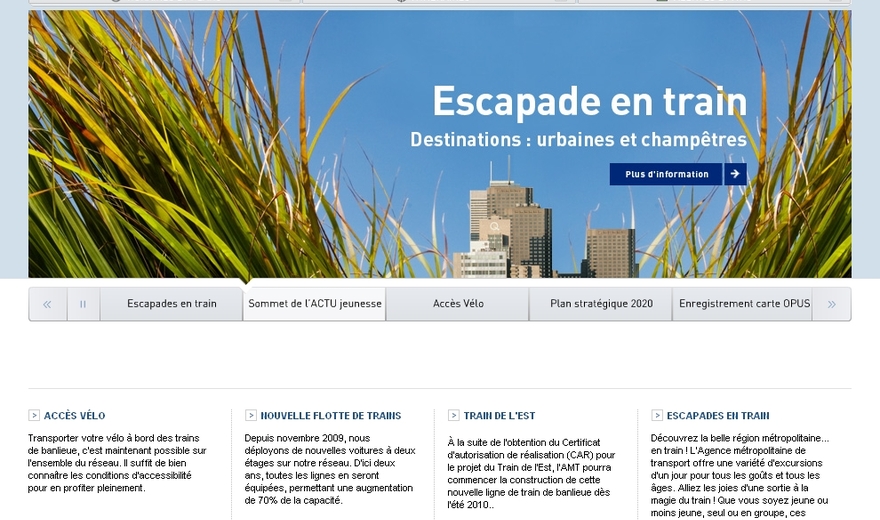 Escapade en train
Destinations : urbaines et champêtres
Plus d'information
Escapades en train
Sommet de l'ACTU jeunesse
Accès Vélo
Plan stratégique 2020
Enregistrement carte OPUS
ACCÈS VÉLO
Transporter votre vélo à bord des trains
de banlieue, c'est maintenant possible sur
l'ensemble du réseau. Il suffit de bien
connaître les conditions d'accessibilité
pour en profiter pleinement.
NOUVELLE FLOTTE DE TRAINS
Depuis novembre 2009, nous
déployons de nouvelles voitures à deux
étages sur notre réseau. D'ici deux
ans, toutes les lignes en seront
équipées, permettant une augmentation
de 70% de la capacité.
TRAIN DE L'EST
À la suite de l'obtention du Certificat
d'autorisation de réalisation (CAR) pour
le projet du Train de l'Est, l'AMT pourra
commencer la construction de cette
nouvelle ligne de train de banlieue dès
l'été 2010..
ESCAPADES EN TRAIN
Découvrez la belle région métropolitaine...
en train ! L'Agence métropolitaine de
transport offre une variété d'excursions
d'un jour pour tous les goûts et tous les
âges. Alliez les joies d'une sortie à la
magie du train ! Que vous soyez jeune ou
moins jeune, seul ou en groupe, ces